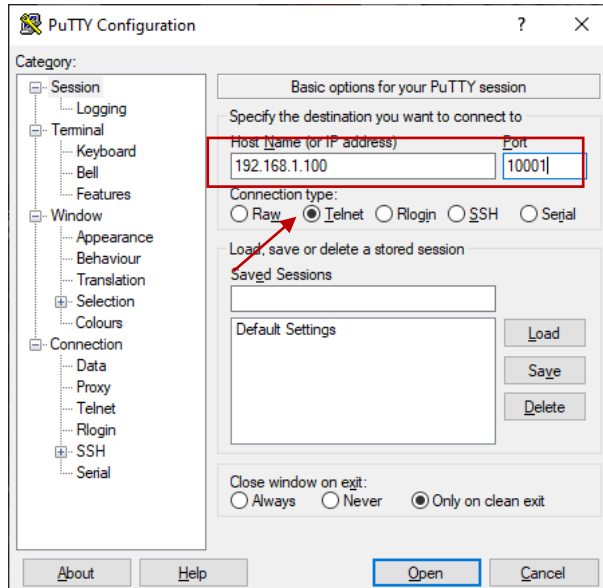 PuTTY Configuration
?
Category:
Session
Logging
Terminal
Keyboard
Bell
Features
Window
Appearance
Behaviour
Translation
Selection
Colours
Connection
Data
Proxy
Telnet
Rlogin
SSH
Serial
Basic options for your PuTTY session
Specify the destination you want to connect to
Host Name (or IP address) Port
192.168.1.100 10001
Connection type:
Raw Telnet Rlogin SSH Serial
Load, save or delete a stored session
Saved Sessions
Default Settings
Load
Save
Delete
Close window on exit:
Always Never Only on clean exit
About Help Open Cancel